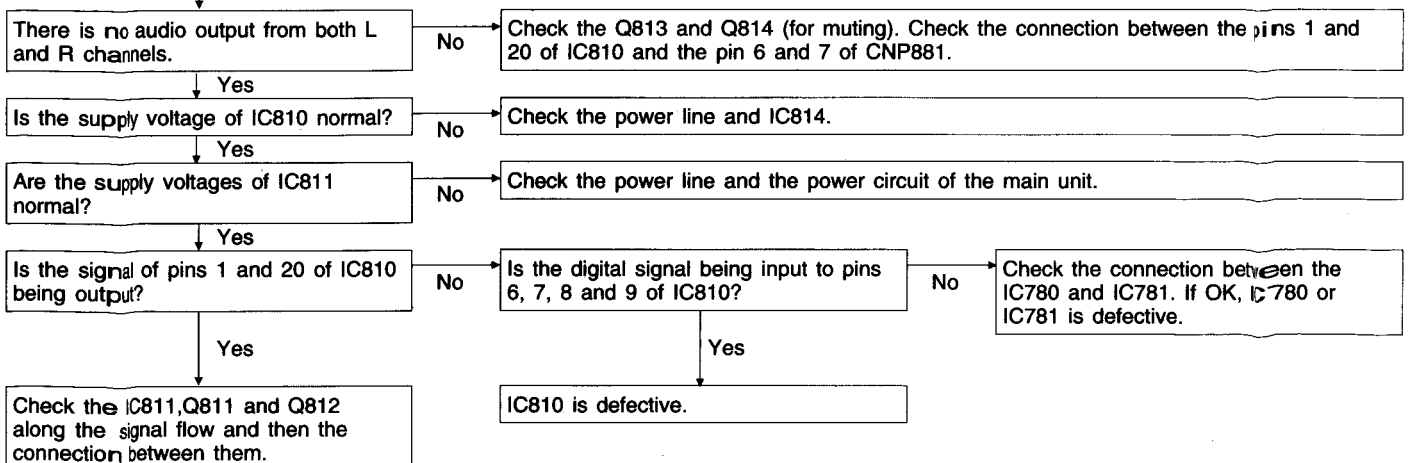 There is no audio output from both L
and R channels.
No
Check the Q813 and Q814 (for muting). Check the connection between the pins 1 and
20 of IC810 and the pin 6 and 7 of CNP881.
Yes
Is the supply voltage of IC810 normal?
No
Check the power line and IC814.
Yes
Are the supply voltages of IC811
normal?
No
Check the power line and the power circuit of the main unit.
Yes
Is the signal of pins 1 and 20 of IC810
being output?
No
Is the digital signal being input to pins
6, 7, 8 and 9 of IC810?
No
Check the connection between the
IC780 and IC781. If OK, IC780 or
IC781 is defective.
Yes
Yes
Check the IC811,Q811 and Q812
along the signal flow and then the
connection between them.
IC810 is defective.